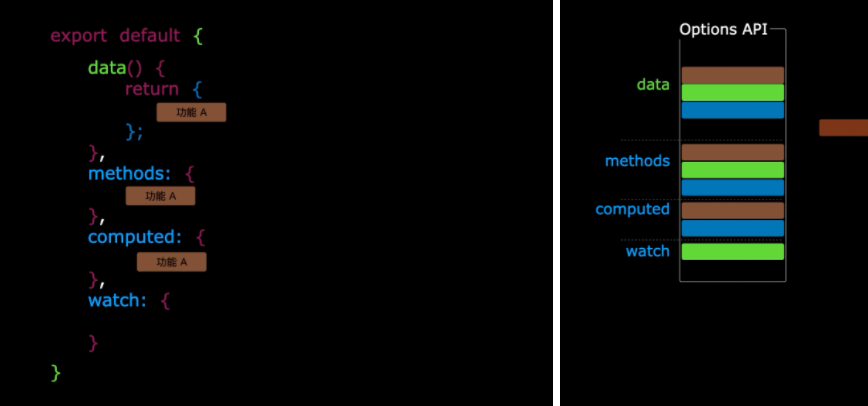 export default {
data() {
return {
功能 A
};
},
methods: {
功能 A
},
computed: {
功能 A
},
watch: {
}
}
Options API
data
methods
computed
watch